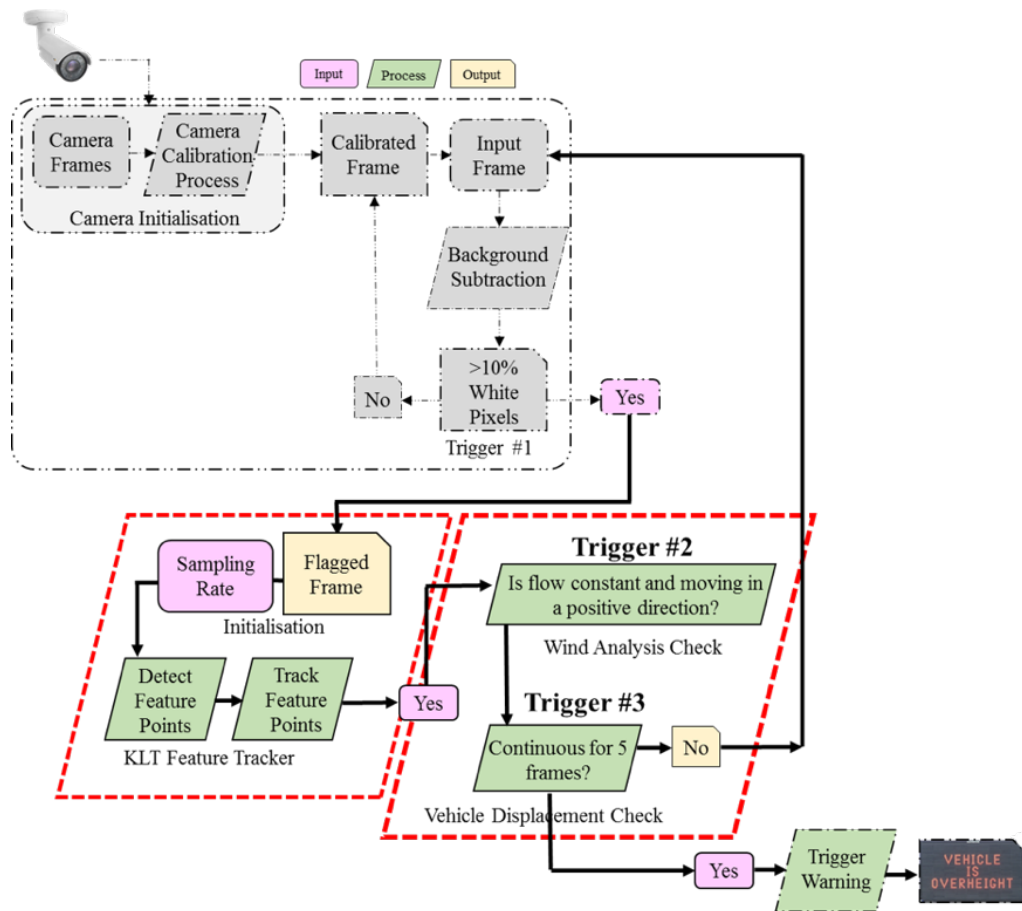 Input
Process
Output
Camera
Frames
Camera
Calibration
Process
Camera Initialisation
Calibrated
Frame
Input
Frame
Background
Subtraction
>10%
White
Pixels
No
Yes
Trigger #1
Sampling
Rate
Flagged
Frame
Initialisation
Detect
Feature
Points
Track
Feature
Points
Yes
KLT Feature Tracker
Trigger #2
Is flow constant and moving in
a positive direction?
Wind Analysis Check
Trigger #3
Continuous for 5
frames?
No
Vehicle Displacement Check
Yes
Trigger
Warning
VEHICLE
IS
OVERHEIGHT